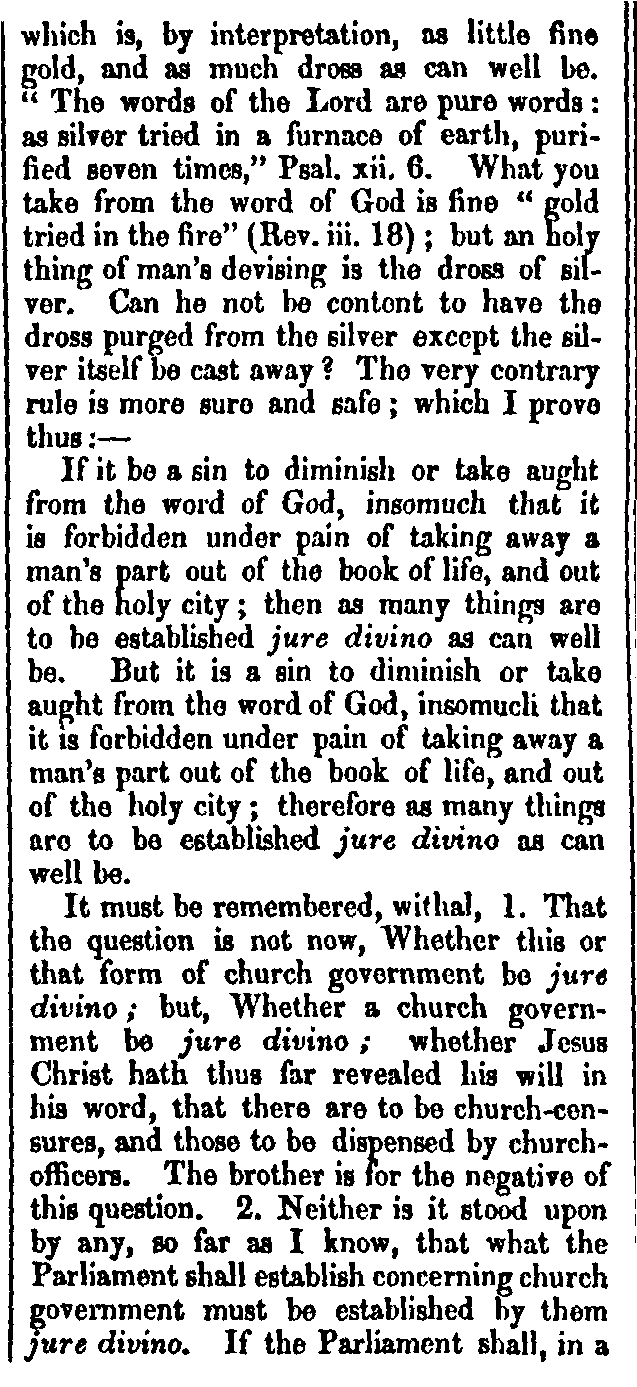 which is, by interpretation, as little fine
gold, and as much dross as can well be.
“ The words of the Lord are pure words :
as silver tried in a furnace of earth, puri-
fied seven times,” Psal. xii. 6. What you
take from the word of God is fine “ gold
tried in the fire” (Rev. iii. 18) ; but an holy
thing of man's devising is the dross of sil-
ver. Can he not be content to have the
dross purged from the silver except the sil-
ver itself be cast away ? The very contrary
rule is more sure and safe ; which I prove
thus :—
If it be a sin to diminish or take aught
from the word of God, insomuch that it
is forbidden under pain of taking away a
man's part out of the book of life, and out
of the holy city ; then as many things are
to be established jure divino as can well
be. But it is a sin to diminish or take
aught from the word of God, insomuch that
it is forbidden under pain of taking away a
man's part out of the book of life, and out
of the holy city ; therefore as many things
are to be established jure divino as can
well be.
It must be remembered, withal, 1. That
the question is not now, Whether this or
that form of church government be jure
divino ; but, Whether a church govern-
ment be jure divino ; whether Jesus
Christ hath thus far revealed his will in
his word, that there are to be church-cen-
sures, and those to be dispensed by church-
officers. The brother is for the negative of
this question. 2. Neither is it stood upon
by any, so far as I know, that what the
Parliament shall establish concerning church
government must be established by them
jure divino. If the Parliament shall, in a